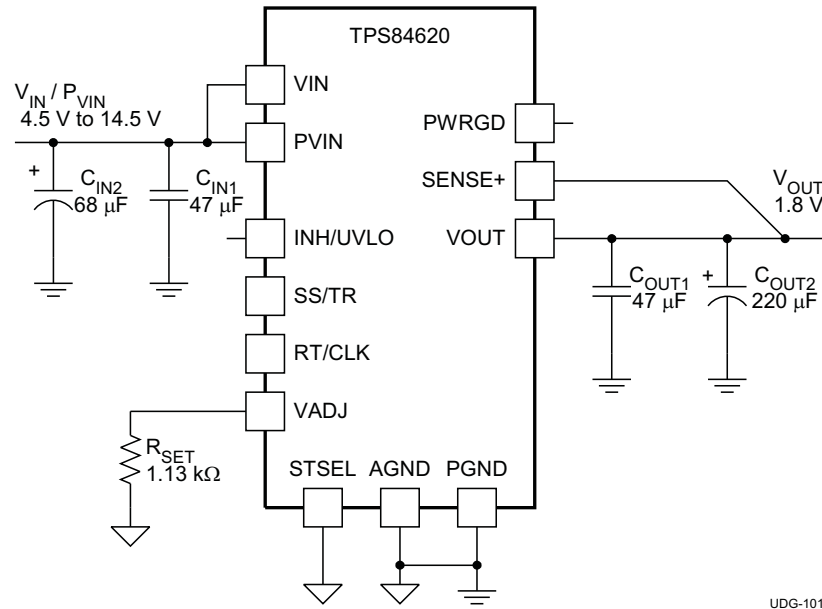 TPS84620
VIN
V_IN / P_VIN
4.5 V to 14.5 V
PVIN
PWRGD
+
C_IN2
68 μF
C_IN1
47 μF
SENSE+
V_OUT
1.8 V
INH/UVLO
VOUT
SS/TR
C_OUT1
47 μF
+
C_OUT2
220 μF
RT/CLK
VADJ
R_SET
1.13 kΩ
STSEL
AGND
PGND
UDG-101